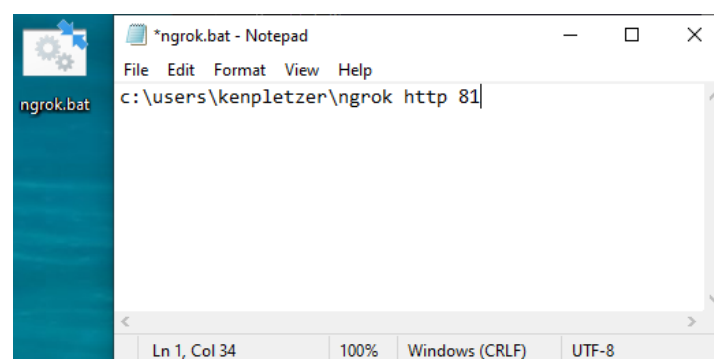 *ngrok.bat - Notepad
File Edit Format View Help
c:\users\kenpletzer\ngrok http 81
ngrok.bat
Ln 1, Col 34 100% Windows (CRLF) UTF-8